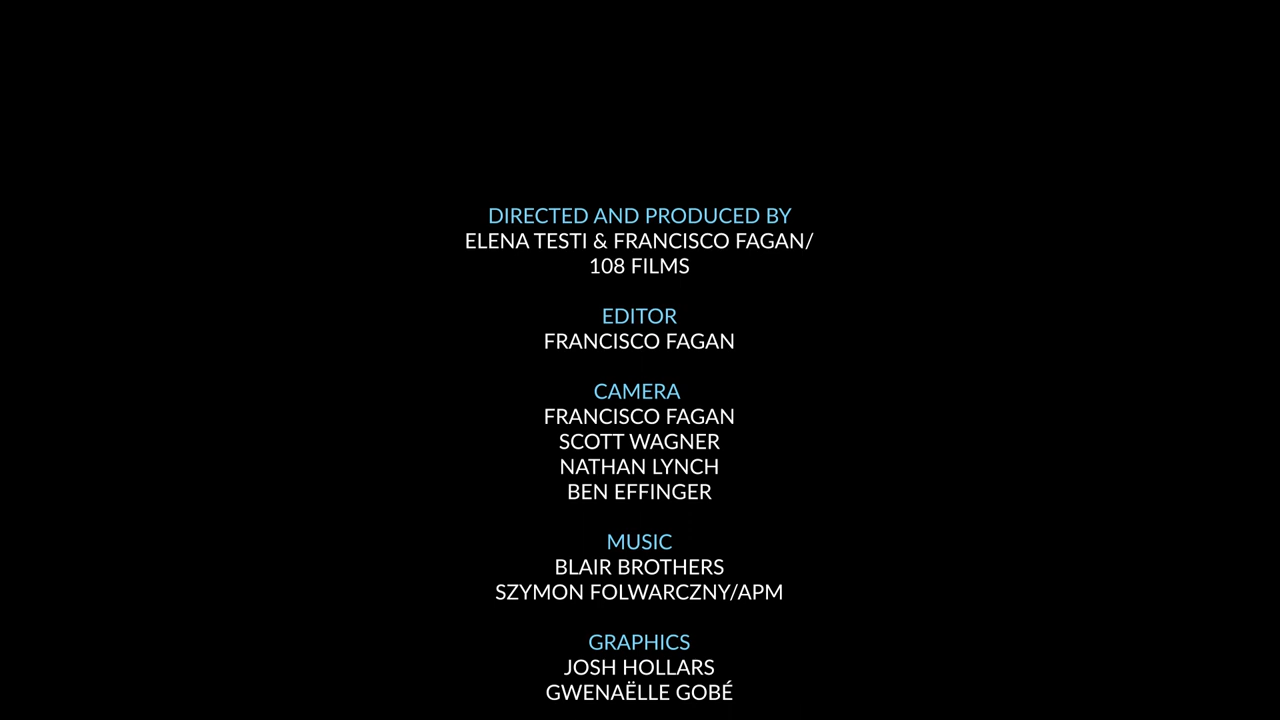 DIRECTED AND PRODUCED BY
ELENA TESTI & FRANCISCO FAGAN/
108 FILMS
EDITOR
FRANCISCO FAGAN
CAMERA
FRANCISCO FAGAN
SCOTT WAGNER
NATHAN LYNCH
BEN EFFINGER
MUSIC
BLAIR BROTHERS
SZYMON FOLWARCZNY/APM
GRAPHICS
JOSH HOLLARS
GWENAËLLE GOBÉ